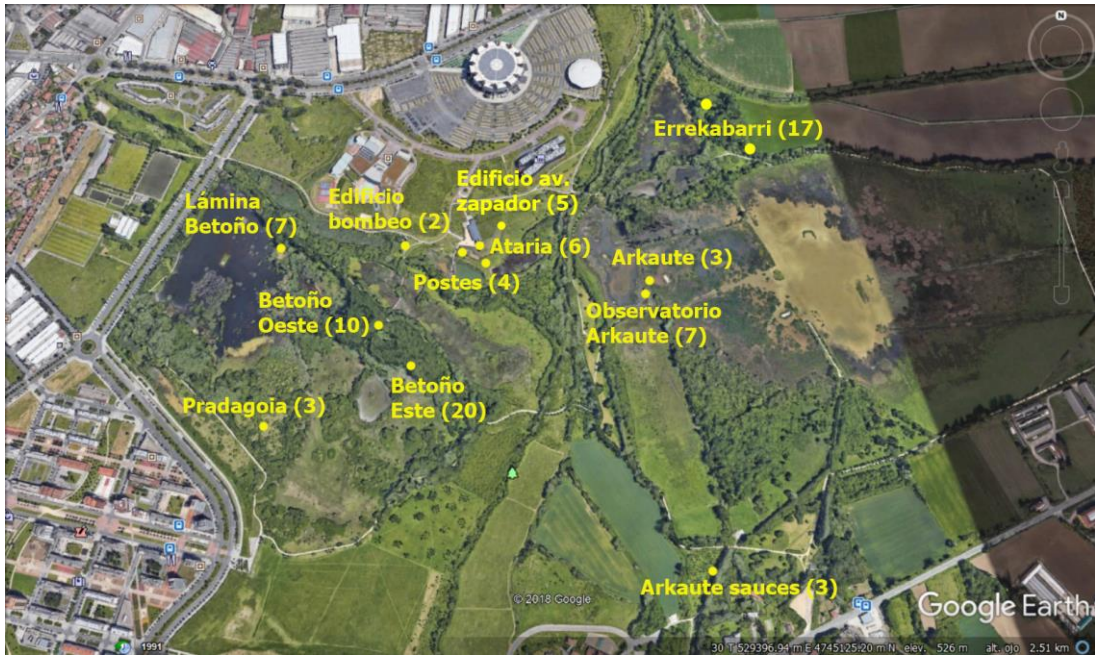 N
Errekabarri (17)
Edificio av.
zapador (5)
Lámina
Betoño (7)
Edificio
bombeo (2)
Ataria (6)
Arkaute (3)
Postes (4)
Betoño
Oeste (10)
Observatorio
Arkaute (7)
Betoño
Este (20)
Pradagoia (3)
Arkaute sauces (3)
© 2018 Google
Google Earth
1991
30 T 529396.94 m E 4745125.20 m N elev. 526 m alt. ojo 2.51 km